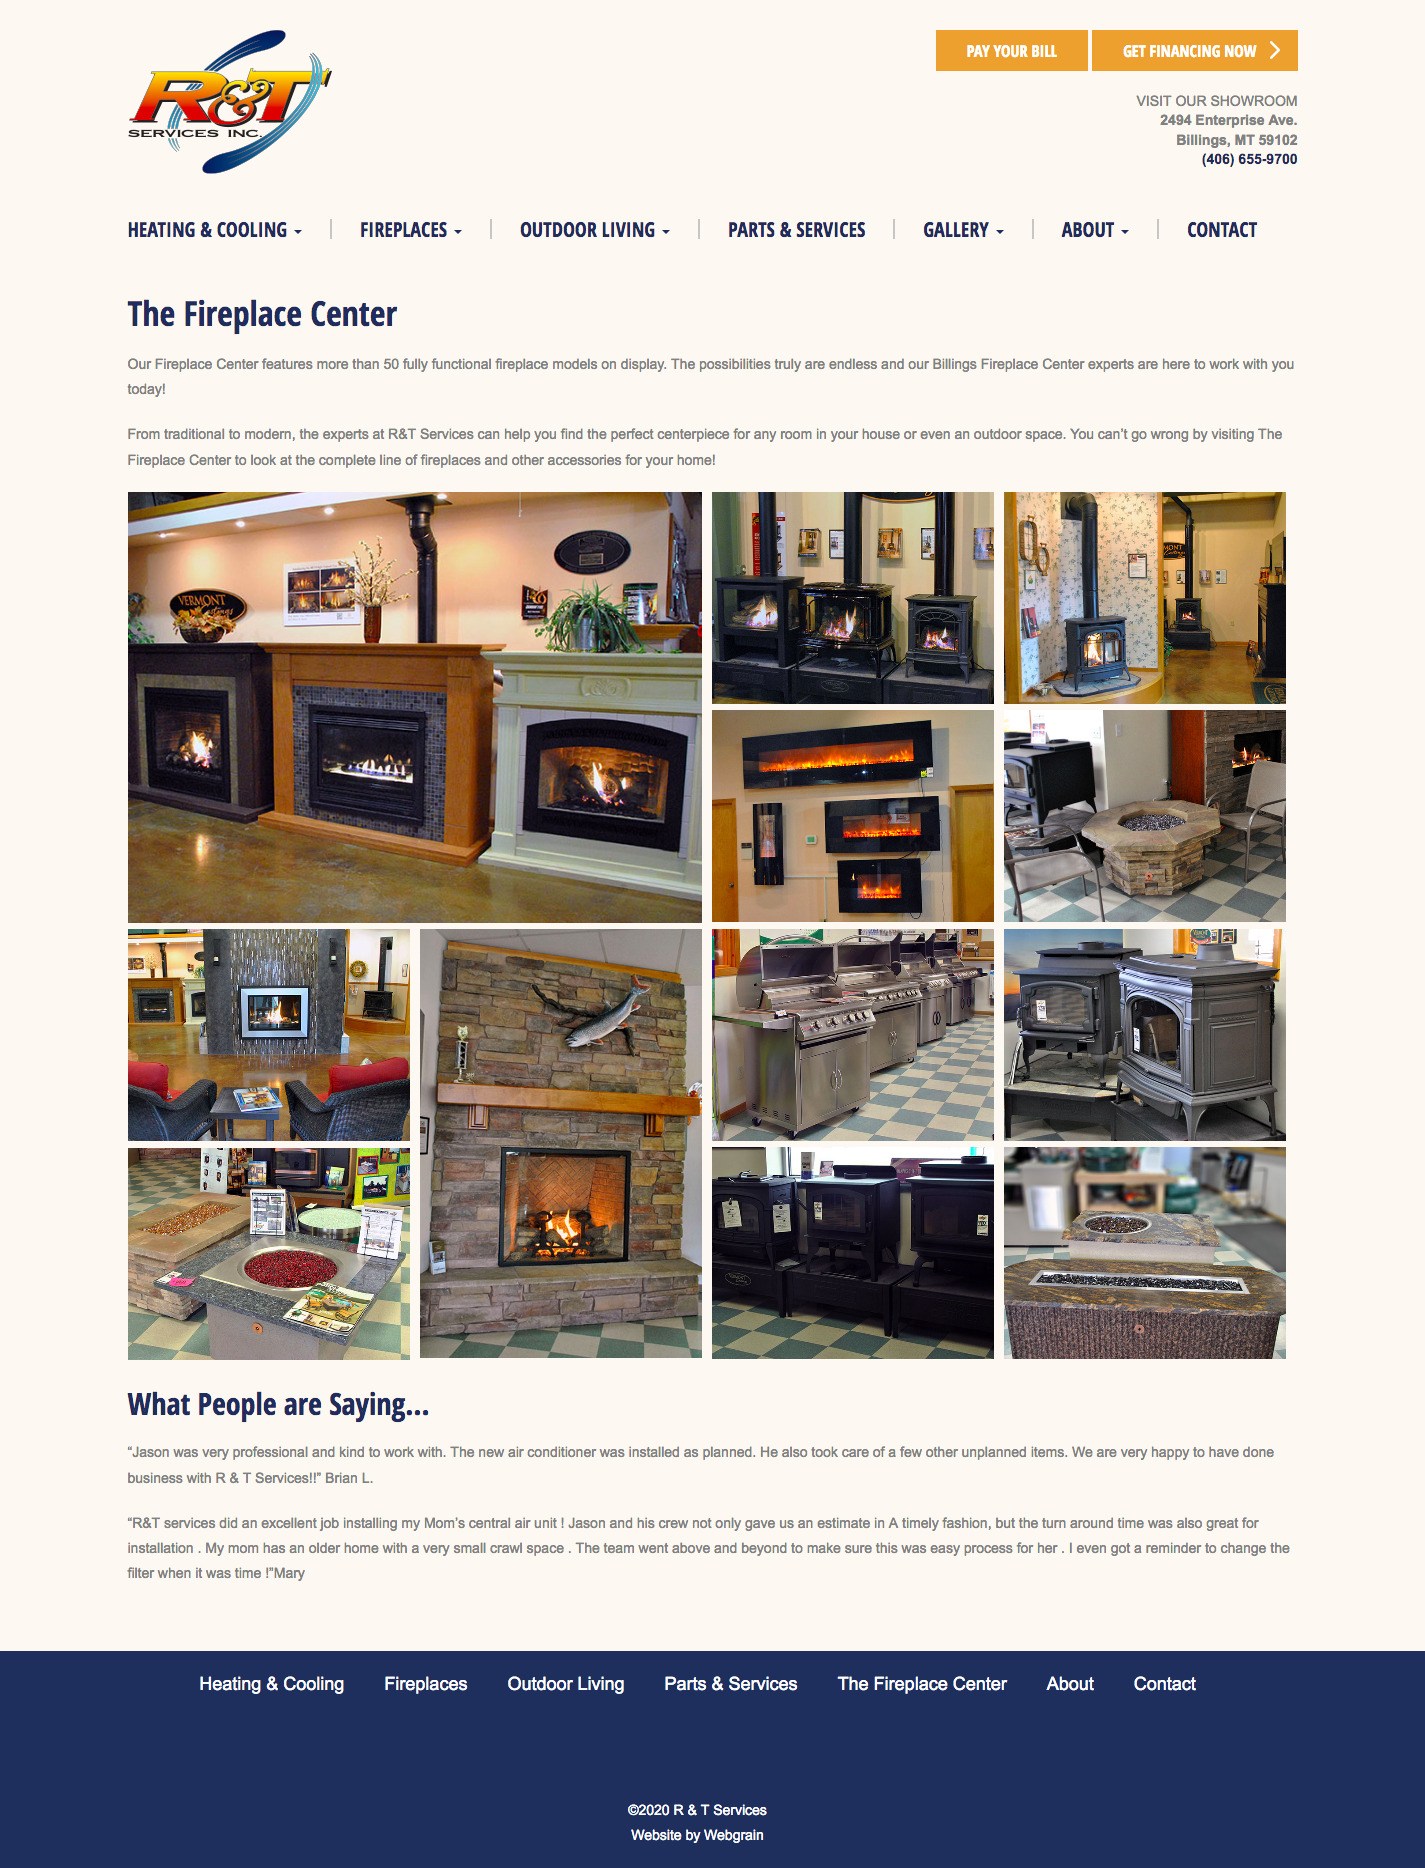 R&T
SERVICES INC.
PAY YOUR BILL
GET FINANCING NOW
VISIT OUR SHOWROOM
2494 Enterprise Ave.
Billings, MT 59102
(406) 655-9700
HEATING & COOLING
FIREPLACES
OUTDOOR LIVING
PARTS & SERVICES
GALLERY
ABOUT
CONTACT
The Fireplace Center
Our Fireplace Center features more than 50 fully functional fireplace models on display. The possibilities truly are endless and our Billings Fireplace Center experts are here to work with you
today!
From traditional to modern, the experts at R&T Services can help you find the perfect centerpiece for any room in your house or even an outdoor space. You can’t go wrong by visiting The
Fireplace Center to look at the complete line of fireplaces and other accessories for your home!
VERMONT
What People are Saying...
“Jason was very professional and kind to work with. The new air conditioner was installed as planned. He also took care of a few other unplanned items. We are very happy to have done
business with R & T Services!!” Brian L.
“R&T services did an excellent job installing my Mom’s central air unit ! Jason and his crew not only gave us an estimate in A timely fashion, but the turn around time was also great for
installation . My mom has an older home with a very small crawl space . The team went above and beyond to make sure this was easy process for her . I even got a reminder to change the
filter when it was time !”Mary
Heating & Cooling
Fireplaces
Outdoor Living
Parts & Services
The Fireplace Center
About
Contact
©2020 R & T Services
Website by Webgrain